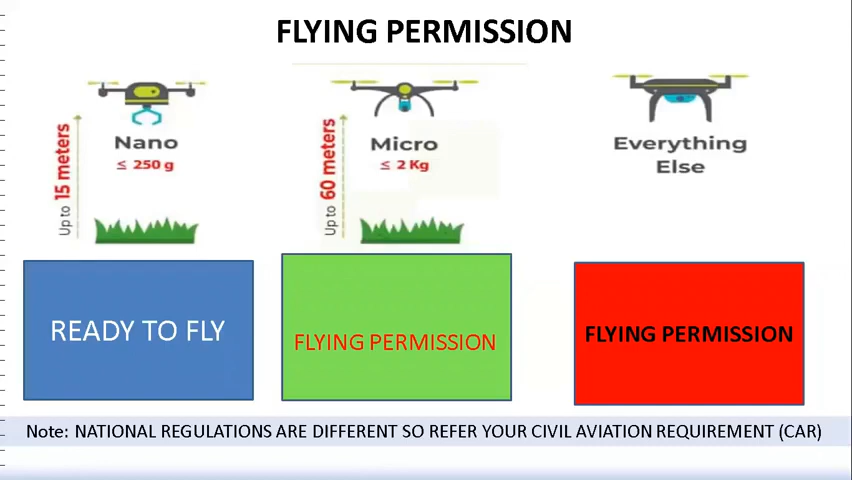 FLYING PERMISSION
Nano
≤ 250 g
Up to 15 meters
Micro
≤ 2 Kg
Up to 60 meters
Everything
Else
READY TO FLY
FLYING PERMISSION
FLYING PERMISSION
Note: NATIONAL REGULATIONS ARE DIFFERENT SO REFER YOUR CIVIL AVIATION REQUIREMENT (CAR)